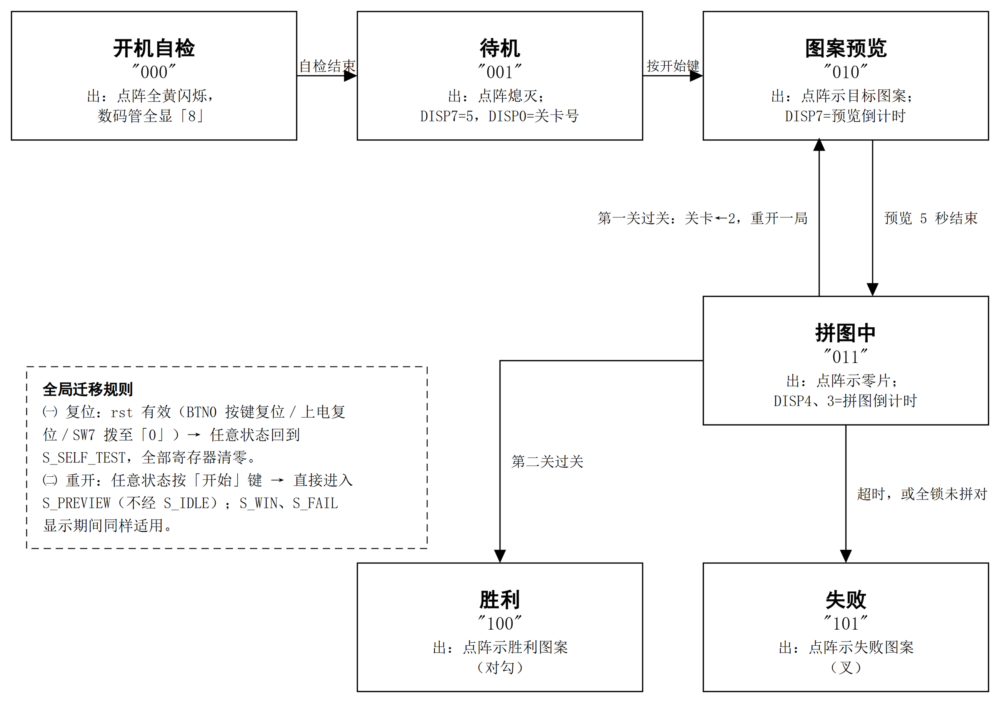 开机自检
"000"
出：点阵全黄闪烁，
数码管全显「8」
自检结束
待机
"001"
出：点阵熄灭；
DISP7=5，DISP0=关卡号
按开始键
图案预览
"010"
出：点阵示目标图案；
DISP7=预览倒计时
第一关过关：关卡←2，重开一局
预览 5 秒结束
拼图中
"011"
出：点阵示零片；
DISP4、3=拼图倒计时
全局迁移规则
㈠ 复位：rst 有效（BTN0 按键复位／上电复
位／SW7 拨至「0」）→ 任意状态回到
S_SELF_TEST，全部寄存器清零。
㈡ 重开：任意状态按「开始」键 → 直接进入
S_PREVIEW（不经 S_IDLE）；S_WIN、S_FAIL
显示期间同样适用。
第二关过关
超时，或全锁未拼对
胜利
"100"
出：点阵示胜利图案
（对勾）
失败
"101"
出：点阵示失败图案
（叉）